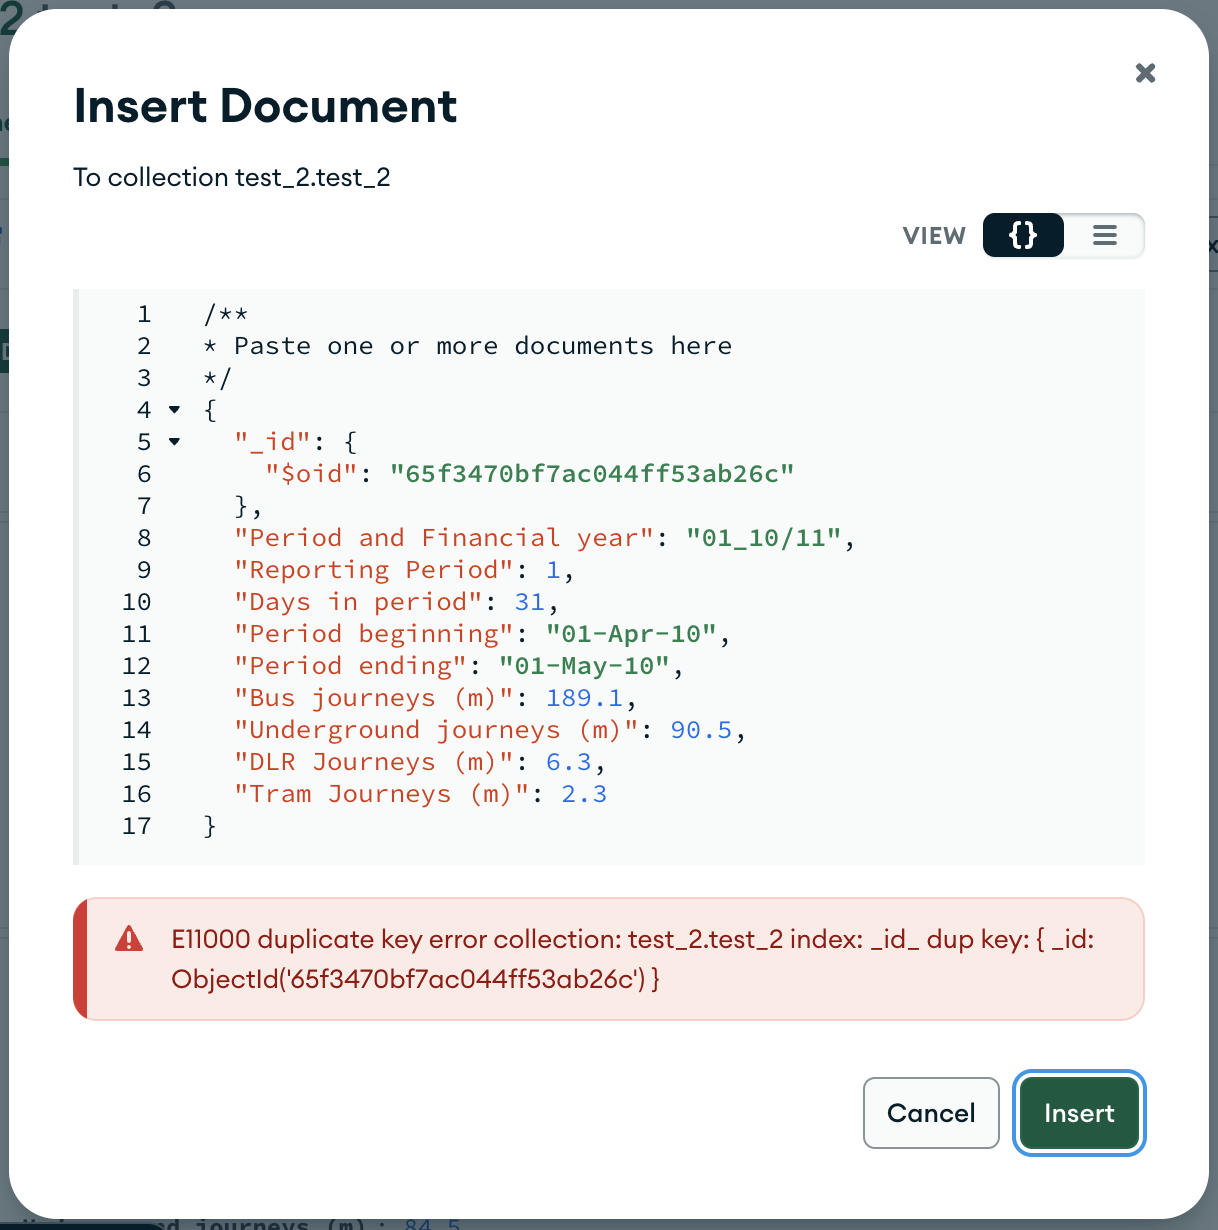 Insert Document
To collection test_2.test_2
VIEW {}
1 /**
2 * Paste one or more documents here
3 */
4 {
5   "_id": {
6     "$oid": "65f3470bf7ac044ff53ab26c"
7   },
8   "Period and Financial year": "01_10/11",
9   "Reporting Period": 1,
10   "Days in period": 31,
11   "Period beginning": "01-Apr-10",
12   "Period ending": "01-May-10",
13   "Bus journeys (m)": 189.1,
14   "Underground journeys (m)": 90.5,
15   "DLR Journeys (m)": 6.3,
16   "Tram Journeys (m)": 2.3
17 }
E11000 duplicate key error collection: test_2.test_2 index: _id_ dup key: { _id:
ObjectId('65f3470bf7ac044ff53ab26c') }
Cancel Insert
journeys (m) : 84.5